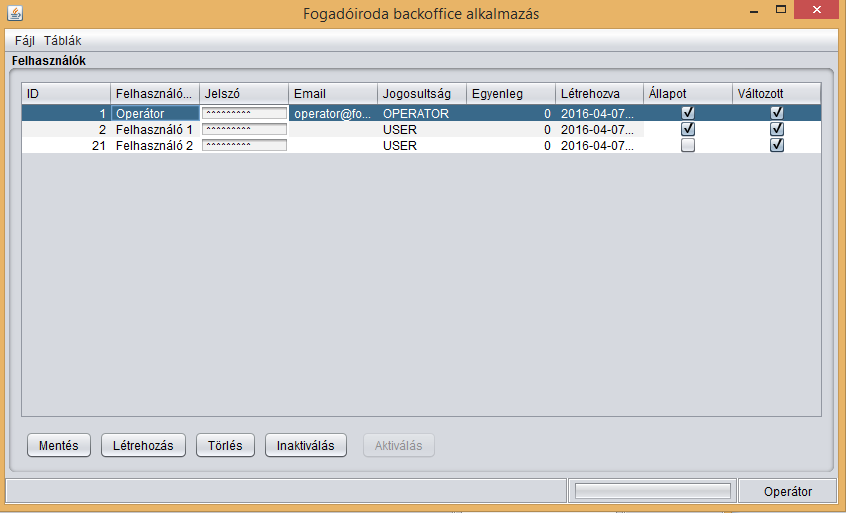 Fogadóiroda backoffice alkalmazás
Fájl Táblák
Felhasználók
ID Felhasználó... Jelszó Email Jogosultság Egyenleg Létrehozva Állapot Változott
1 Operátor ^^^^^^^^^ operator@fo... OPERATOR 0 2016-04-07...
2 Felhasználó 1 ^^^^^^^^^ USER 0 2016-04-07...
21 Felhasználó 2 ^^^^^^^^^ USER 0 2016-04-07...
Mentés Létrehozás Törlés Inaktiválás Aktiválás
Operátor